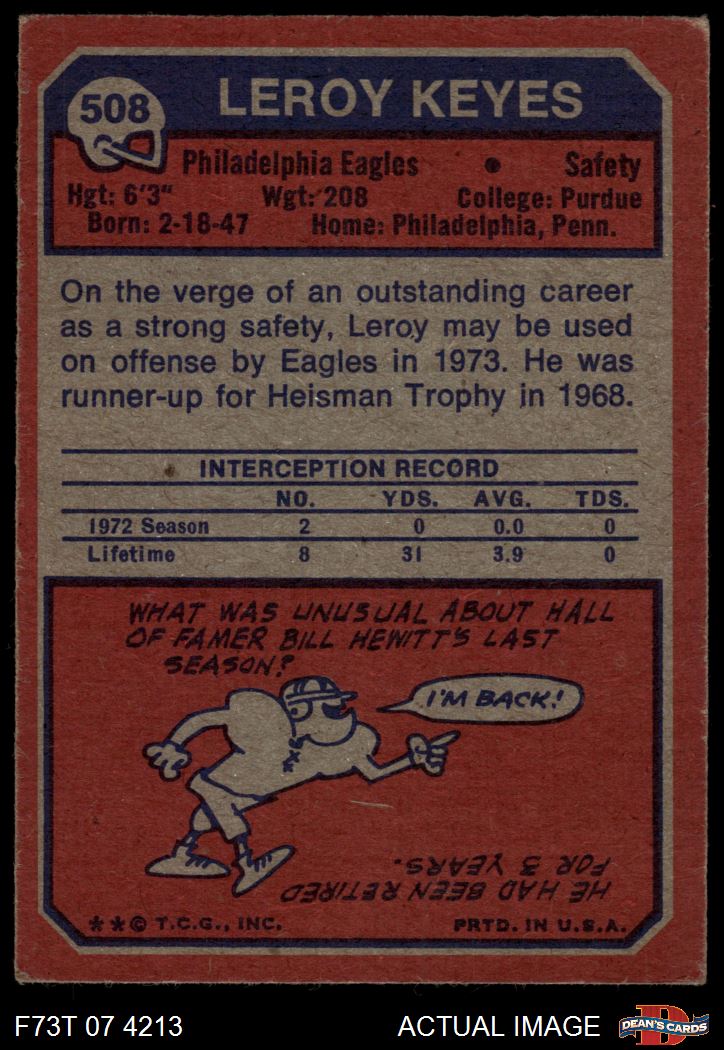 508
LEROY KEYES
Philadelphia Eagles • Safety
Hgt: 6'3" Wgt: 208 College: Purdue
Born: 2-18-47 Home: Philadelphia, Penn.
On the verge of an outstanding career
as a strong safety, Leroy may be used
on offense by Eagles in 1973. He was
runner-up for Heisman Trophy in 1968.
INTERCEPTION RECORD
NO. YDS. AVG. TDS.
1972 Season 2 0 0.0 0
Lifetime 8 31 3.9 0
WHAT WAS UNUSUAL ABOUT HALL
OF FAMER BILL HEWITT'S LAST
SEASON?
I'M BACK!
HE HAD BEEN RETIRED
FOR 3 YEARS.
**© T.C.G., INC. PRTD. IN U.S.A.
F73T 07 4213 ACTUAL IMAGE
D
DEAN'S CARDS